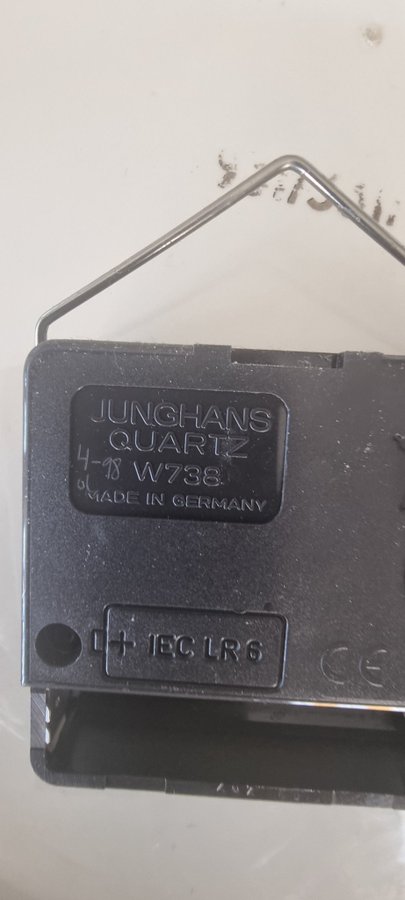 JUNGHANS
QUARTZ
4-98
W738
MADE IN GERMANY
+ IEC LR 6
CE